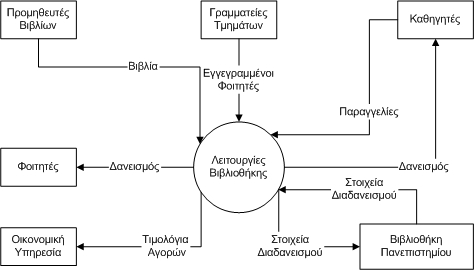 Προμηθευτές
Βιβλίων
Γραμματείες
Τμημάτων
Καθηγητές
Βιβλία
Εγγεγραμμένοι
Φοιτητές
Παραγγελίες
Λειτουργίες
Βιβλιοθήκης
Φοιτητές
Δανεισμός
Δανεισμός
Στοιχεία
Διαδανεισμού
Οικονομική
Υπηρεσία
Τιμολόγια
Αγορών
Στοιχεία
Διαδανεισμού
Βιβλιοθήκη
Πανεπιστημίου